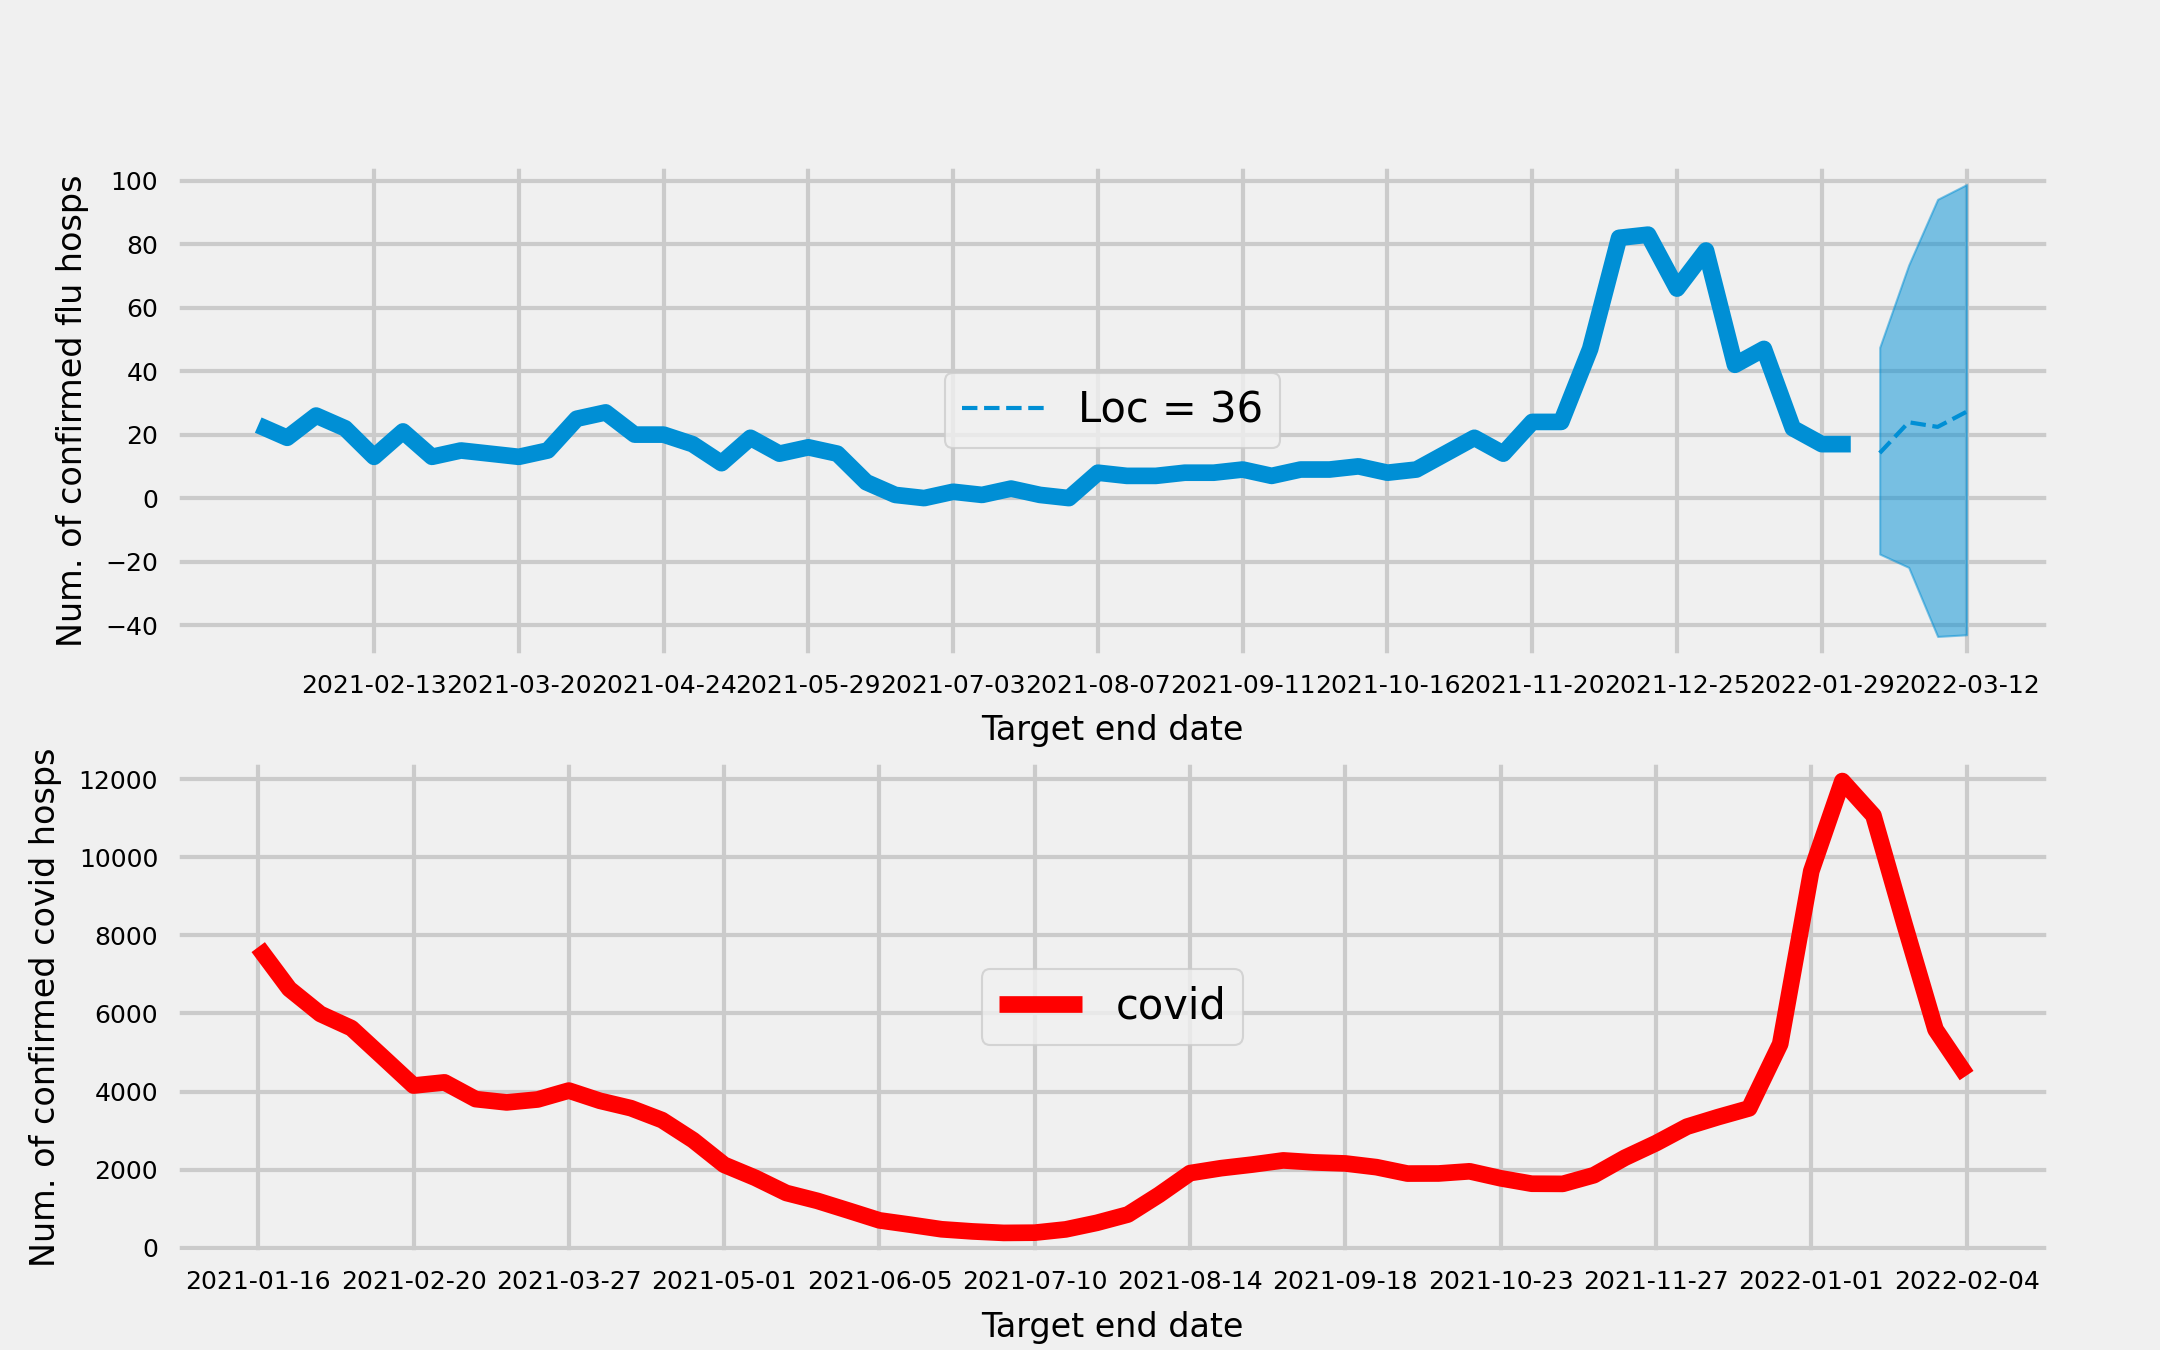 Num. of confirmed flu hosps
100
80
60
40
20
0
−20
−40
Loc = 36
2021-02-13 2021-03-20 2021-04-24 2021-05-29 2021-07-03 2021-08-07 2021-09-11 2021-10-16 2021-11-20 2021-12-25 2022-01-29 2022-03-12
Target end date
Num. of confirmed covid hosps
12000
10000
8000
6000
4000
2000
0
covid
2021-01-16 2021-02-20 2021-03-27 2021-05-01 2021-06-05 2021-07-10 2021-08-14 2021-09-18 2021-10-23 2021-11-27 2022-01-01 2022-02-04
Target end date